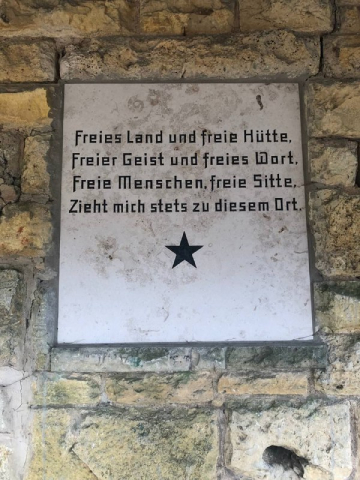 Freies Land und freie Hütte,
Freier Geist und freies Wort,
Freie Menschen, freie Sitte,
Zieht mich stets zu diesem Ort.